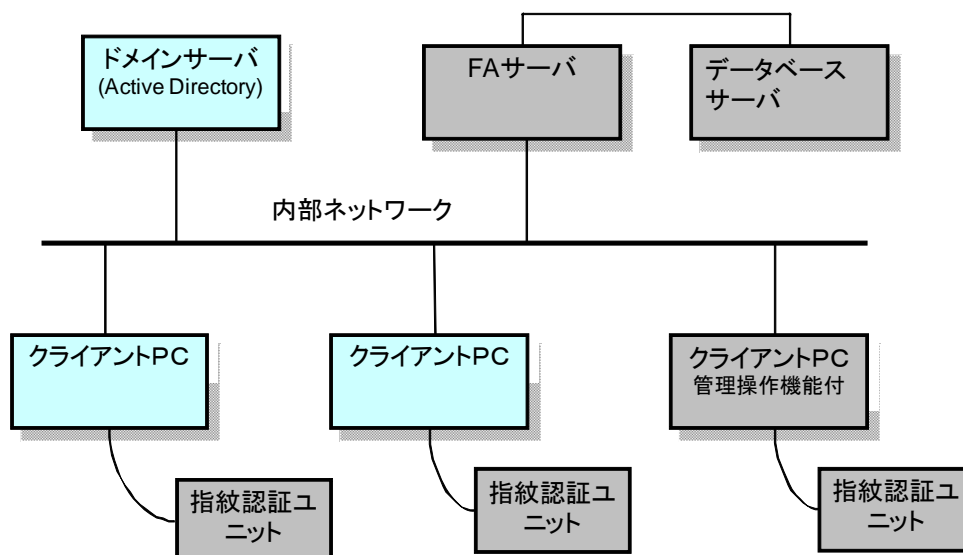 ドメインサーバ
(Active Directory)
FAサーバ
データベース
サーバ
内部ネットワーク
クライアントPC
クライアントPC
クライアントPC
管理操作機能付
指紋認証ユ
ニット
指紋認証ユ
ニット
指紋認証ユ
ニット